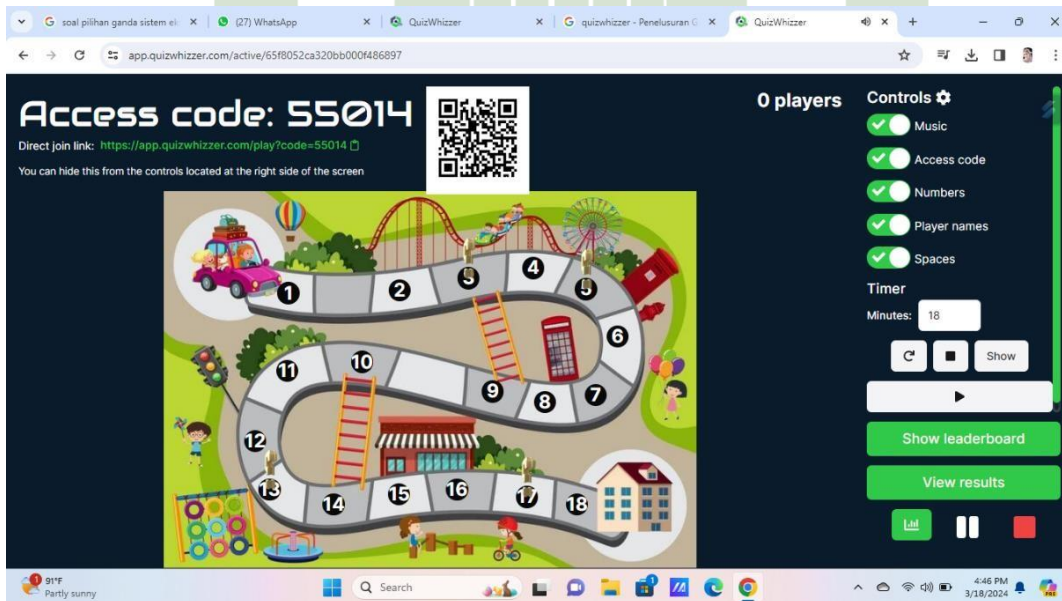 soal pilihan ganda sistem ek
(27) WhatsApp
QuizWhizzer
quizwhizzer - Penelusuran G
QuizWhizzer
app.quizwhizzer.com/active/65f8052ca320bb000f486897
Access code: 55014
0 players
Direct join link: https://app.quizwhizzer.com/play?code=55014
You can hide this from the controls located at the right side of the screen
Controls
Music
Access code
Numbers
Player names
Spaces
Timer
Minutes: 18
Show
Show leaderboard
View results
1
2
3
4
5
6
7
8
9
10
11
12
13
14
15
16
17
18
1
91°F
Partly sunny
Search
4:46 PM
3/18/2024